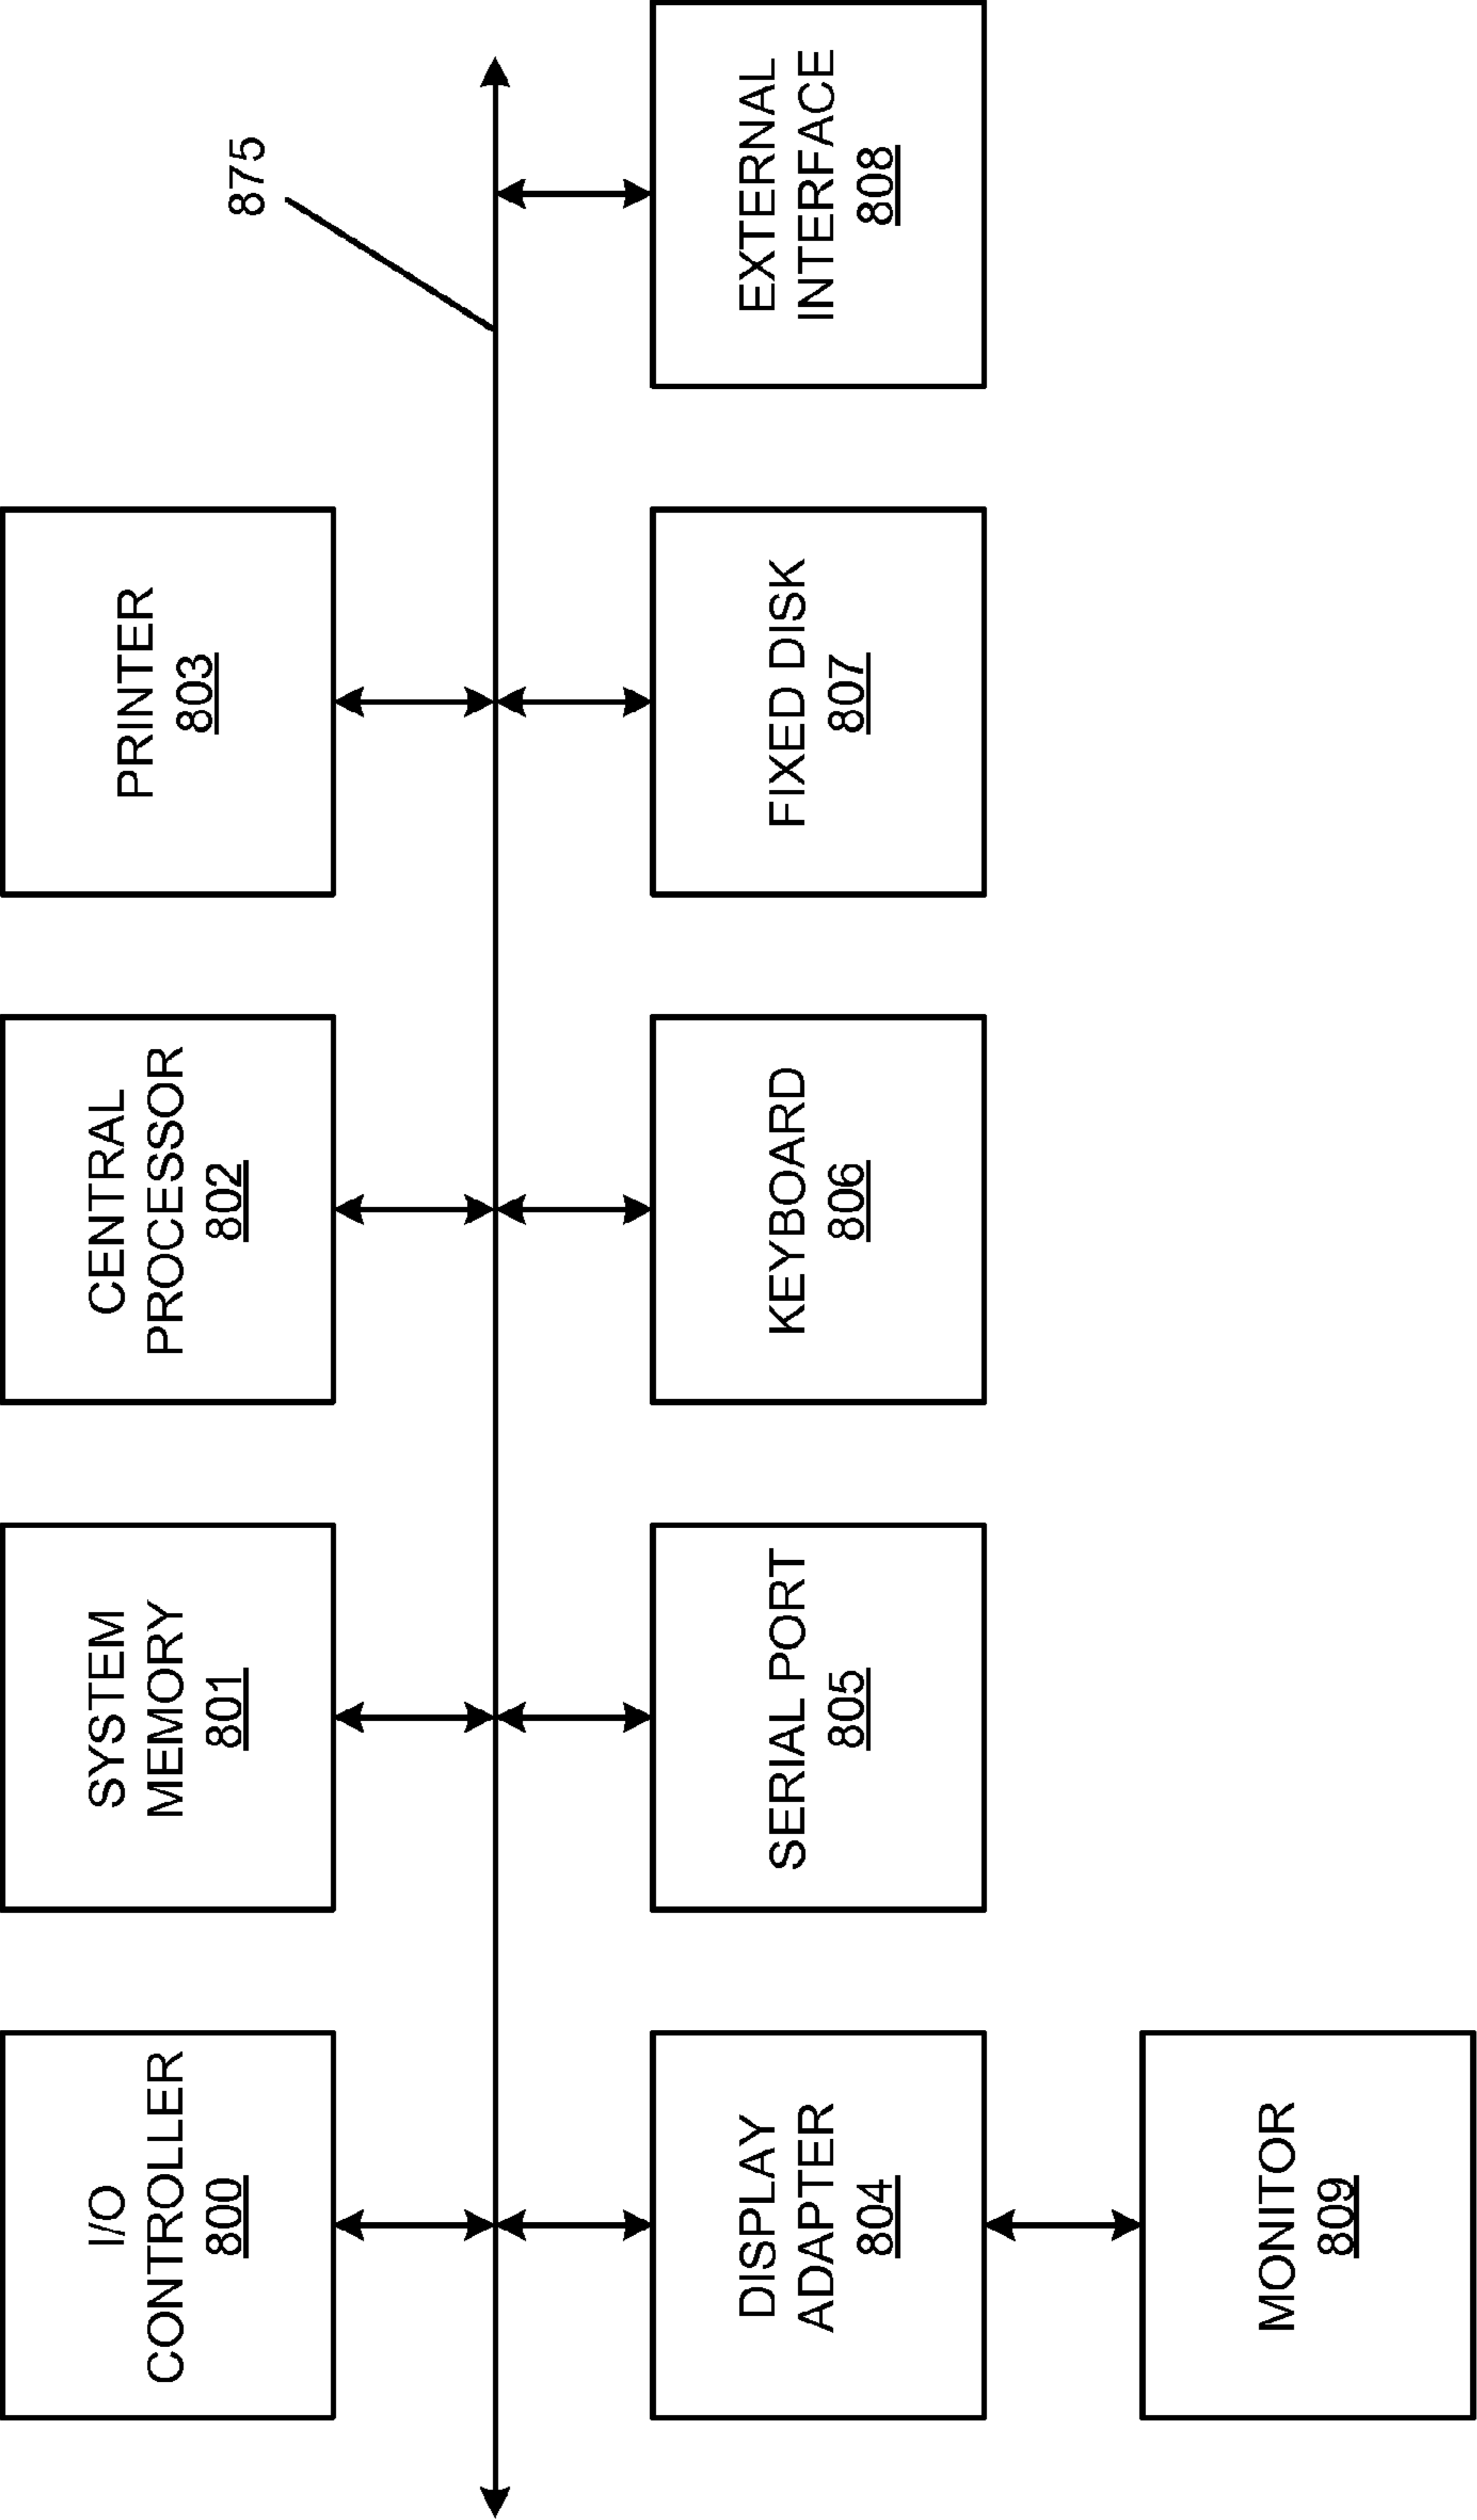 I/O
CONTROLLER
800
SYSTEM
MEMORY
801
CENTRAL
PROCESSOR
802
PRINTER
803
875
DISPLAY
ADAPTER
804
SERIAL PORT
805
KEYBOARD
806
FIXED DISK
807
EXTERNAL
INTERFACE
808
MONITOR
809